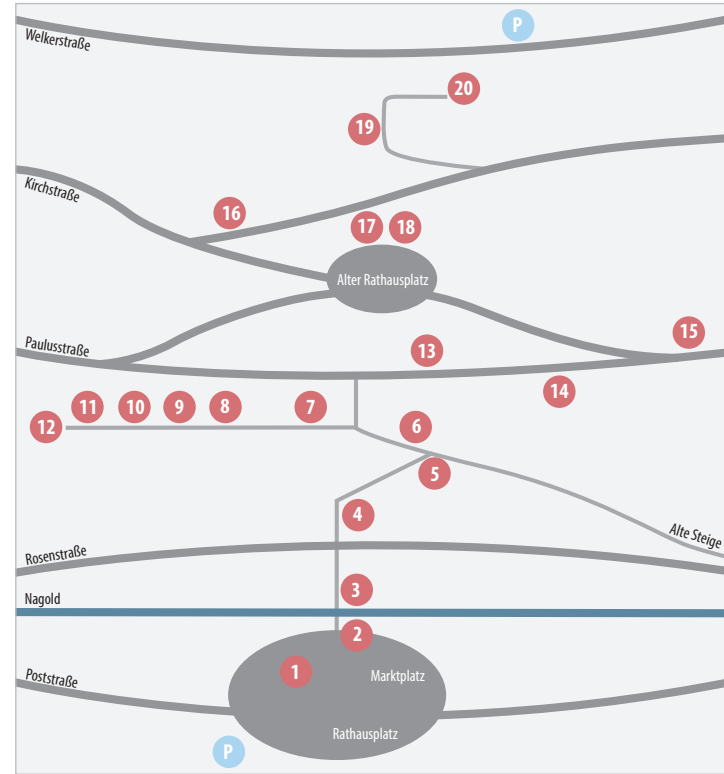 P
Welkerstraße
20
19
Kirchstraße
16
17
18
Alter Rathausplatz
15
Paulusstraße
13
14
11
10
9
8
7
12
6
5
4
Alte Steige
Rosenstraße
3
Nagold
2
1
Marktplatz
Poststraße
Rathausplatz
P